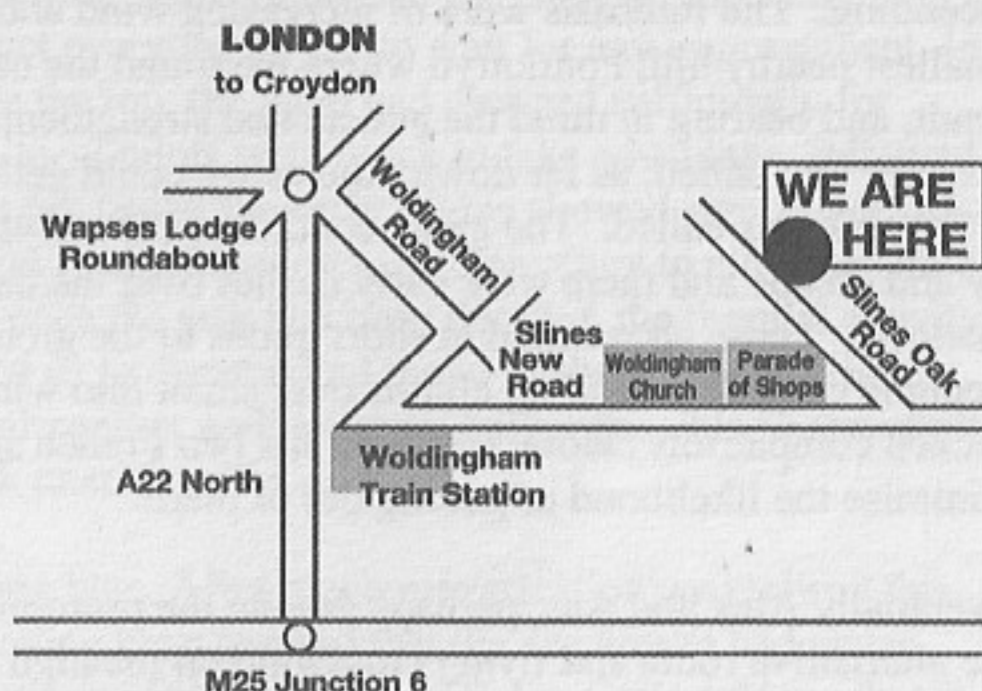 LONDON
to Croydon
Woldingham
Road
Wapses Lodge
Roundabout
WE ARE
HERE
Slines Oak
Road
Slines
New
Road
Woldingham
Church
Parade
of Shops
Woldingham
Train Station
A22 North
M25 Junction 6